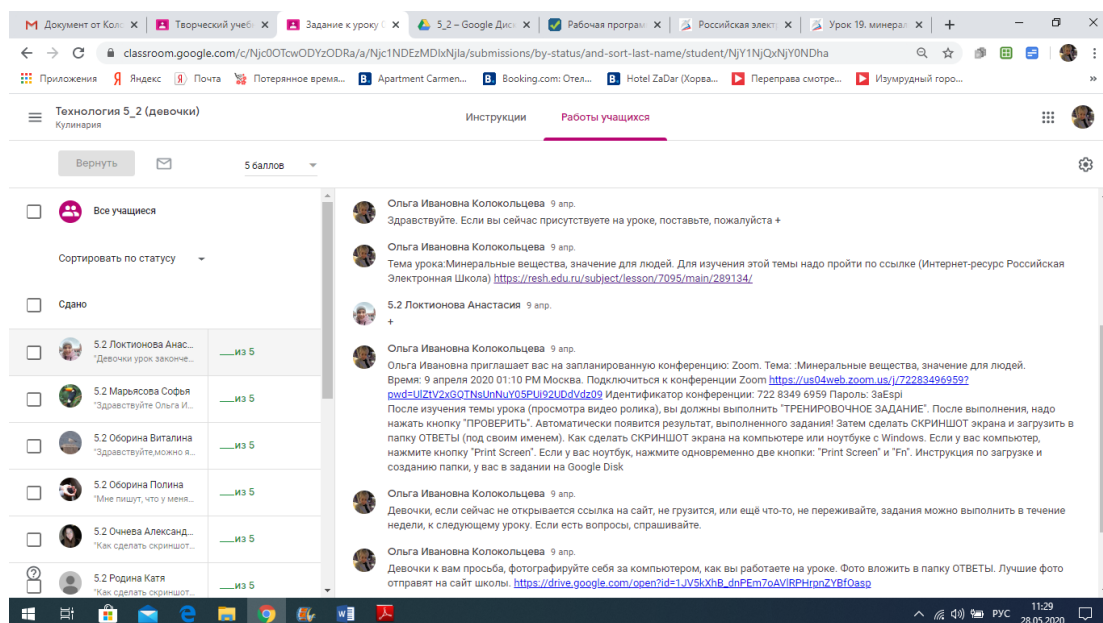 Документ от Коло
Творческий учебн
Задание к уроку
5_2 – Google Диск
Рабочая програм
Российская элект
Урок 19. минерал
classroom.google.com/c/Njc0OTcwODYzODRa/a/Njc1NDEzMDIxNjla/submissions/by-status/and-sort-last-name/student/NjY1NjQxNjY0NDha
Приложения Яндекс Почта Потерянное время... Apartment Carmen... Booking.com: Отел... Hotel ZaDar (Хорва... Переправа смотре... Изумрудный горо...
Технология 5_2 (девочки)
Кулинария
Инструкции Работы учащихся
Вернуть 5 баллов
Все учащиеся
Сортировать по статусу
Сдано
5.2 Локтионова Анас...
"Девочки урок законче...
__из 5
5.2 Марьясова Софья
"Здравствуйте Ольга И...
__из 5
5.2 Оборина Виталина
"Здравствуйте,можно я...
__из 5
5.2 Оборина Полина
"Мне пишут, что у меня...
__из 5
5.2 Очнева Александ...
"Как сделать скриншот...
__из 5
5.2 Родина Катя
"Как сделать скриншот...
__из 5
Ольга Ивановна Колокольцева 9 апр.
Здравствуйте. Если вы сейчас присутствуете на уроке, поставьте, пожалуйста +
Ольга Ивановна Колокольцева 9 апр.
Тема урока:Минеральные вещества, значение для людей. Для изучения этой темы надо пройти по ссылке (Интернет-ресурс Российская
Электронная Школа) https://resh.edu.ru/subject/lesson/7095/main/289134/
5.2 Локтионова Анастасия 9 апр.
+
Ольга Ивановна Колокольцева 9 апр.
Ольга Ивановна приглашает вас на запланированную конференцию: Zoom. Тема: :Минеральные вещества, значение для людей.
Время: 9 апреля 2020 01:10 PM Москва. Подключиться к конференции Zoom https://us04web.zoom.us/j/72283496959?
pwd=UlZtV2xGQTNsUnNuY05PUi92UDdVdz09 Идентификатор конференции: 722 8349 6959 Пароль: 3aEspi
После изучения темы урока (просмотра видео ролика), вы должны выполнить "ТРЕНИРОВОЧНОЕ ЗАДАНИЕ". После выполнения, надо
нажать кнопку "ПРОВЕРИТЬ". Автоматически появится результат, выполненного задания! Затем сделать СКРИНШОТ экрана и загрузить в
папку ОТВЕТЫ (под своим именем). Как сделать СКРИНШОТ экрана на компьютере или ноутбуке с Windows. Если у вас компьютер,
нажмите кнопку "Print Screen". Если у вас ноутбук, нажмите одновременно две кнопки: "Print Screen" и "Fn". Инструкция по загрузке и
созданию папки, у вас в задании на Google Disk
Ольга Ивановна Колокольцева 9 апр.
Девочки, если сейчас не открывается ссылка на сайт, не грузится, или ещё что-то, не переживайте, задания можно выполнить в течение
недели, к следующему уроку. Если есть вопросы, спрашивайте.
Ольга Ивановна Колокольцева 9 апр.
Девочки к вам просьба, фотографируйте себя за компьютером, как вы работаете на уроке. Фото вложить в папку ОТВЕТЫ. Лучшие фото
отправят на сайт школы. https://drive.google.com/open?id=1JV5kXhB_dnPEm7oAVlRPHrpnZYBfOasp
РУС 11:29
28.05.2020